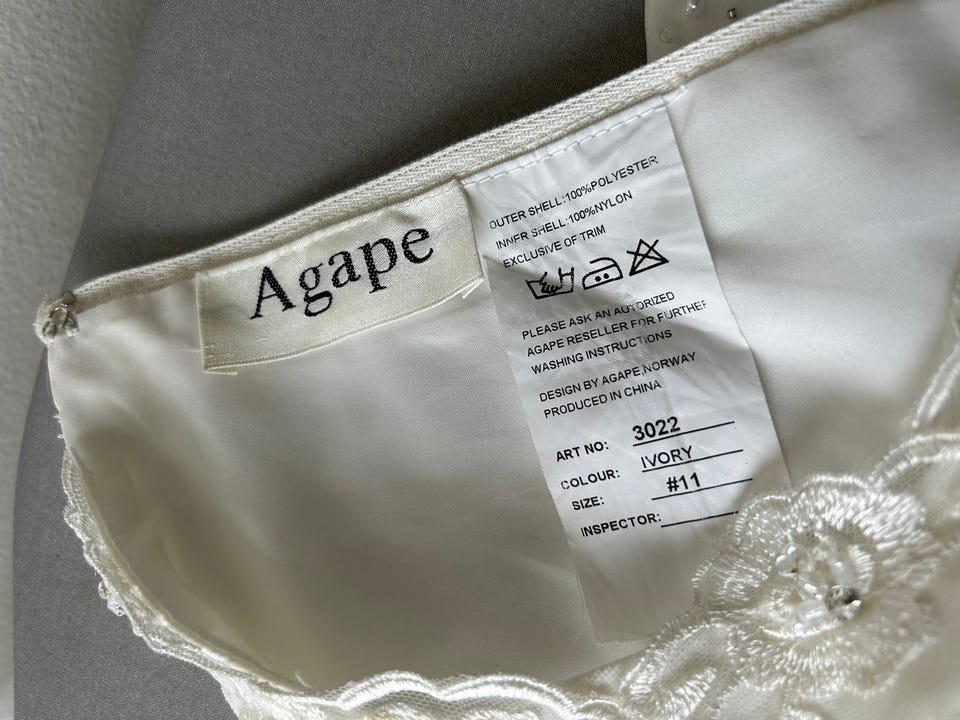 Agape
OUTER SHELL:100%POLYESTER
INNER SHELL:100%NYLON
EXCLUSIVE OF TRIM
PLEASE ASK AN AUTORIZED
AGAPE RESELLER FOR FURTHER
WASHING INSTRUCTIONS
DESIGN BY AGAPE,NORWAY
PRODUCED IN CHINA
ART NO: 3022
COLOUR: IVORY
SIZE: #11
INSPECTOR: